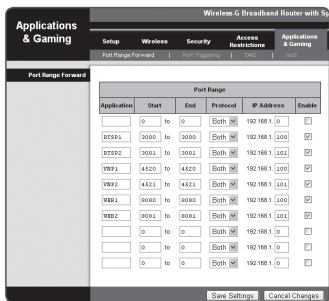 Wireless-G Broadband Router with Sp
Applications & Gaming
Setup Wireless Security Access Restrictions Applications & Gaming
Port Range Forward | Port Triggering | DMZ | QoS
Port Range Forward
Port Range
Application Start End Protocol IP Address Enable
0 to 0 Both 192.168.1. 0
RTSP1 3000 to 3000 Both 192.168.1. 100
RTSP2 3001 to 3001 Both 192.168.1. 101
VNP1 4520 to 4520 Both 192.168.1. 100
VNP2 4521 to 4521 Both 192.168.1. 101
WEB1 8080 to 8080 Both 192.168.1. 100
WEB2 8081 to 8081 Both 192.168.1. 101
0 to 0 Both 192.168.1. 0
0 to 0 Both 192.168.1. 0
0 to 0 Both 192.168.1. 0
Save Settings Cancel Changes